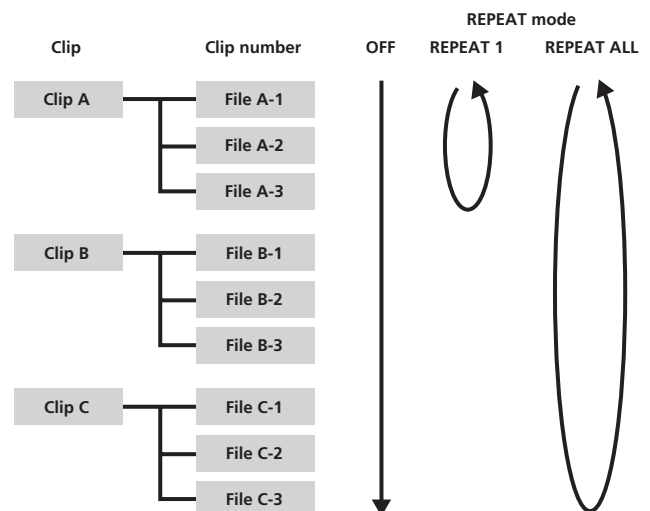 REPEAT mode
Clip Clip number OFF REPEAT 1 REPEAT ALL
Clip A File A-1
File A-2
File A-3
Clip B File B-1
File B-2
File B-3
Clip C File C-1
File C-2
File C-3